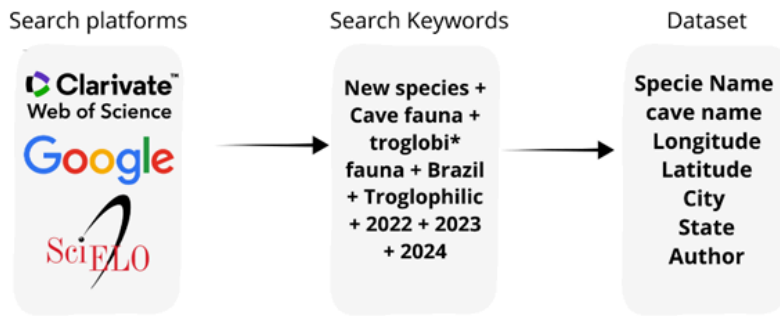 Search platforms
Clarivate™
Web of Science
Google
SciELO
Search Keywords
New species +
Cave fauna +
troglobi*
fauna + Brazil
+ Troglophilic
+ 2022 + 2023
+ 2024
Dataset
Specie Name
cave name
Longitude
Latitude
City
State
Author